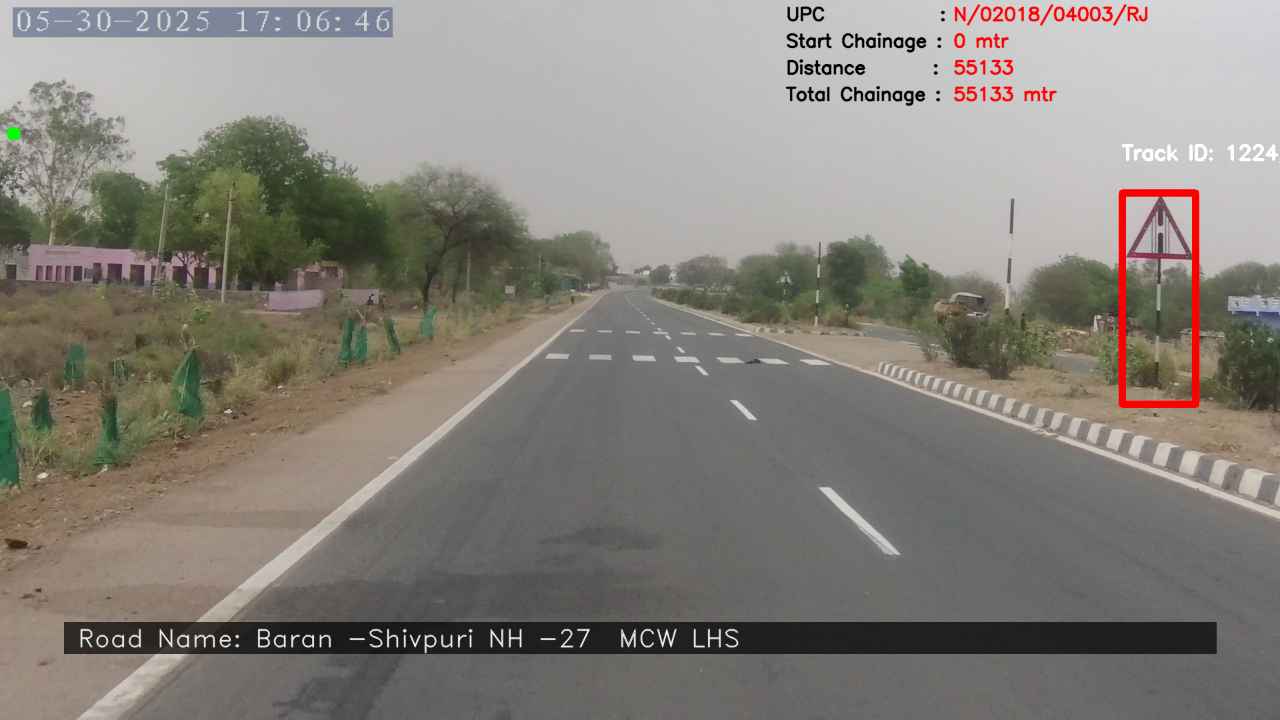 05-30-2025 17:06:46
UPC : N/02018/04003/RJ
Start Chainage : 0 mtr
Distance : 55133
Total Chainage : 55133 mtr
Track ID: 1224
Road Name: Baran -Shivpuri NH -27 MCW LHS